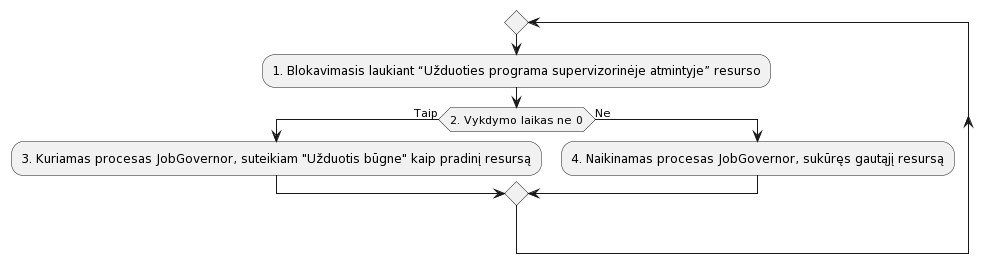 1. Blokavimasis laukiant “Užduoties programa supervizorinėje atmintyje” resurso
Taip
2. Vykdymo laikas ne 0
Ne
3. Kuriamas procesas JobGovernor, suteikiam "Užduotis būgne" kaip pradinį resursą
4. Naikinamas procesas JobGovernor, sukūręs gautąjį resursą